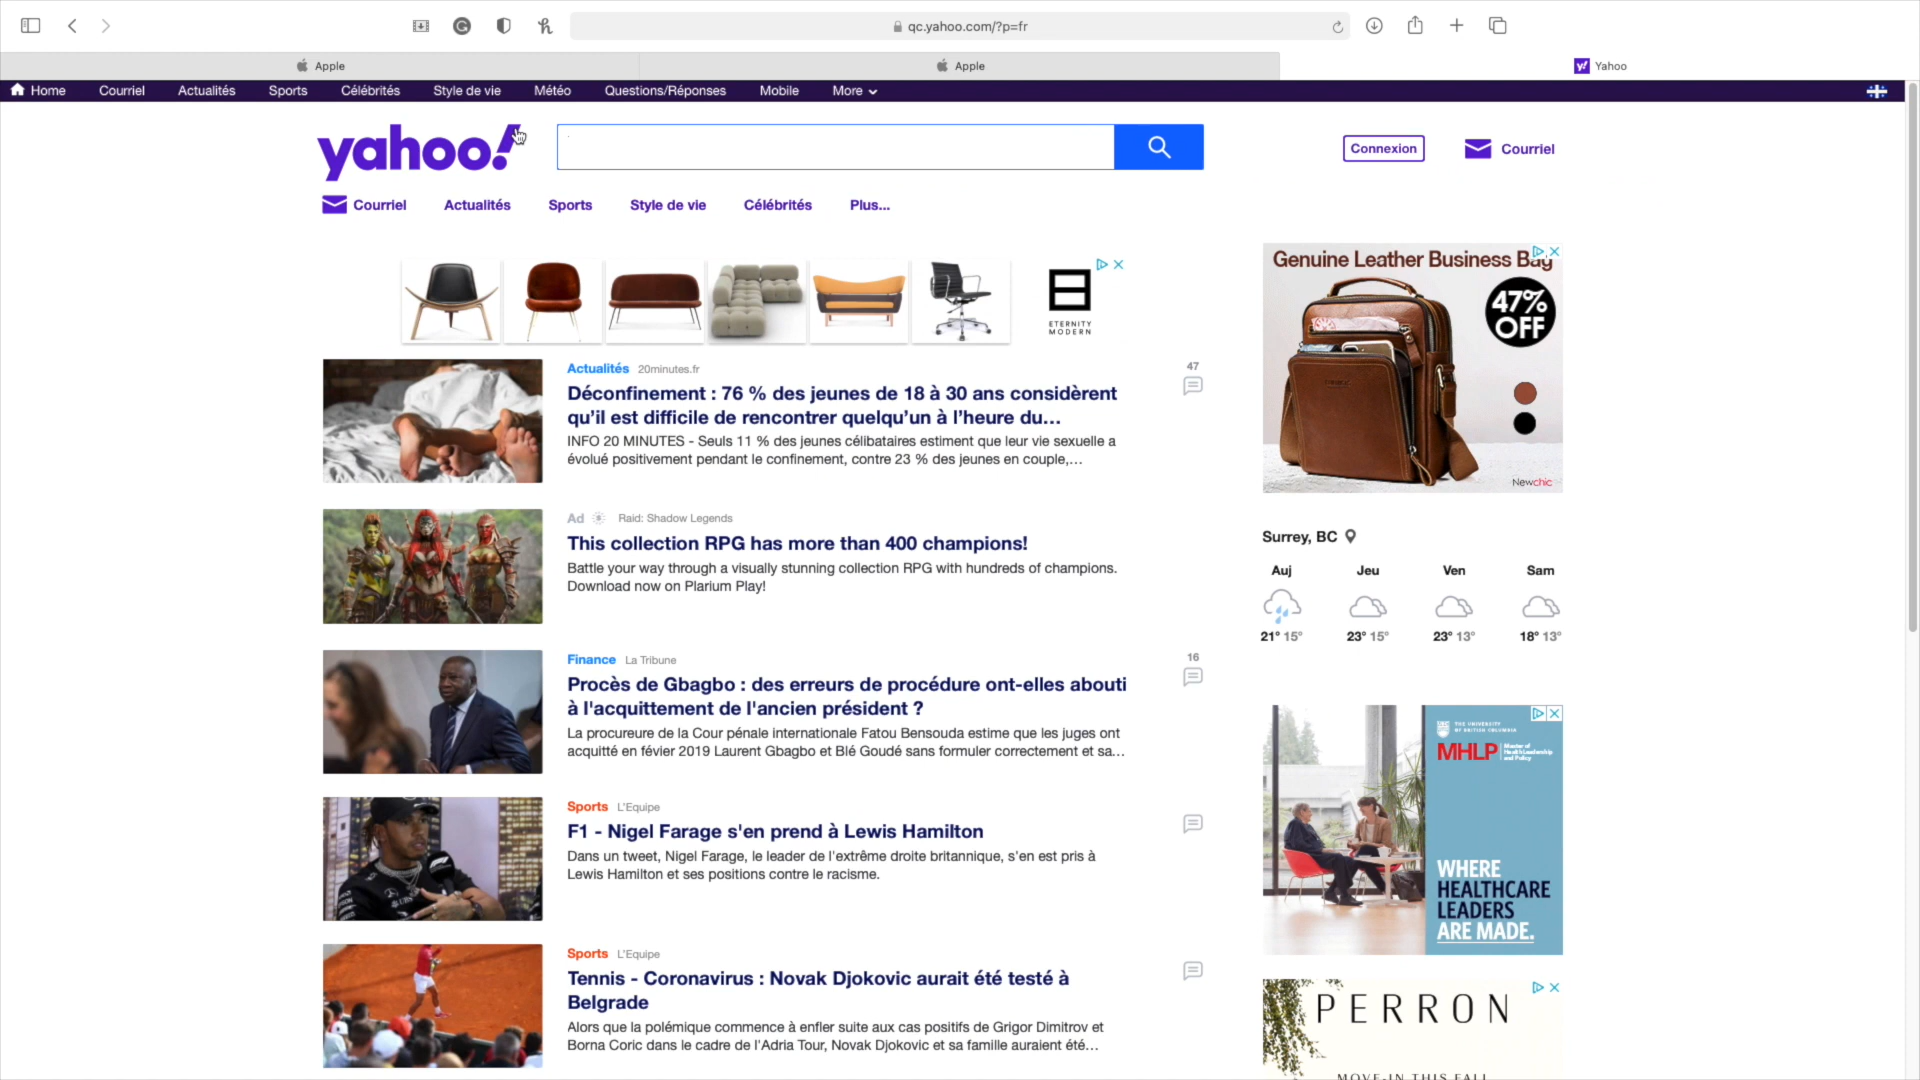 qc.yahoo.com/?p=fr
Apple
Apple
Yahoo
Home Courriel Actualités Sports Célébrités Style de vie Météo Questions/Réponses Mobile More
yahoo!
Connexion
Courriel
Courriel Actualités Sports Style de vie Célébrités Plus...
ETERNITY
MODERN
Actualités 20minutes.fr
47
Déconfinement : 76 % des jeunes de 18 à 30 ans considèrent
qu’il est difficile de rencontrer quelqu’un à l’heure du…
INFO 20 MINUTES - Seuls 11 % des jeunes célibataires estiment que leur vie sexuelle a
évolué positivement pendant le confinement, contre 23 % des jeunes en couple,…
Ad Raid: Shadow Legends
This collection RPG has more than 400 champions!
Battle your way through a visually stunning collection RPG with hundreds of champions.
Download now on Plarium Play!
Finance La Tribune
16
Procès de Gbagbo : des erreurs de procédure ont-elles abouti
à l'acquittement de l'ancien président ?
La procureure de la Cour pénale internationale Fatou Bensouda estime que les juges ont
acquitté en févier 2019 Laurent Gbagbo et Blé Goudé sans formuler correctement et sa…
Sports L'Equipe
F1 - Nigel Farage s'en prend à Lewis Hamilton
Dans un tweet, Nigel Farage, le leader de l'extrême droite britannique, s'en est pris à
Lewis Hamilton et ses positions contre le racisme.
Sports L'Equipe
Tennis - Coronavirus : Novak Djokovic aurait été testé à
Belgrade
Alors que la polémique commence à enfler suite aux cas positifs de Grigor Dimitrov et
Borna Coric dans le cadre de l'Adria Tour, Novak Djokovic et sa famille auraient été…
Genuine Leather Business Bag
47%
OFF
Newchic
Surrey, BC
Auj Jeu Ven Sam
21° 15° 23° 15° 23° 13° 18° 13°
THE UNIVERSITY
OF BRITISH COLUMBIA
MHLP
Master of
Health Leadership
and Policy
WHERE
HEALTHCARE
LEADERS
ARE MADE.
PERRON
MOVE-IN THIS FALL